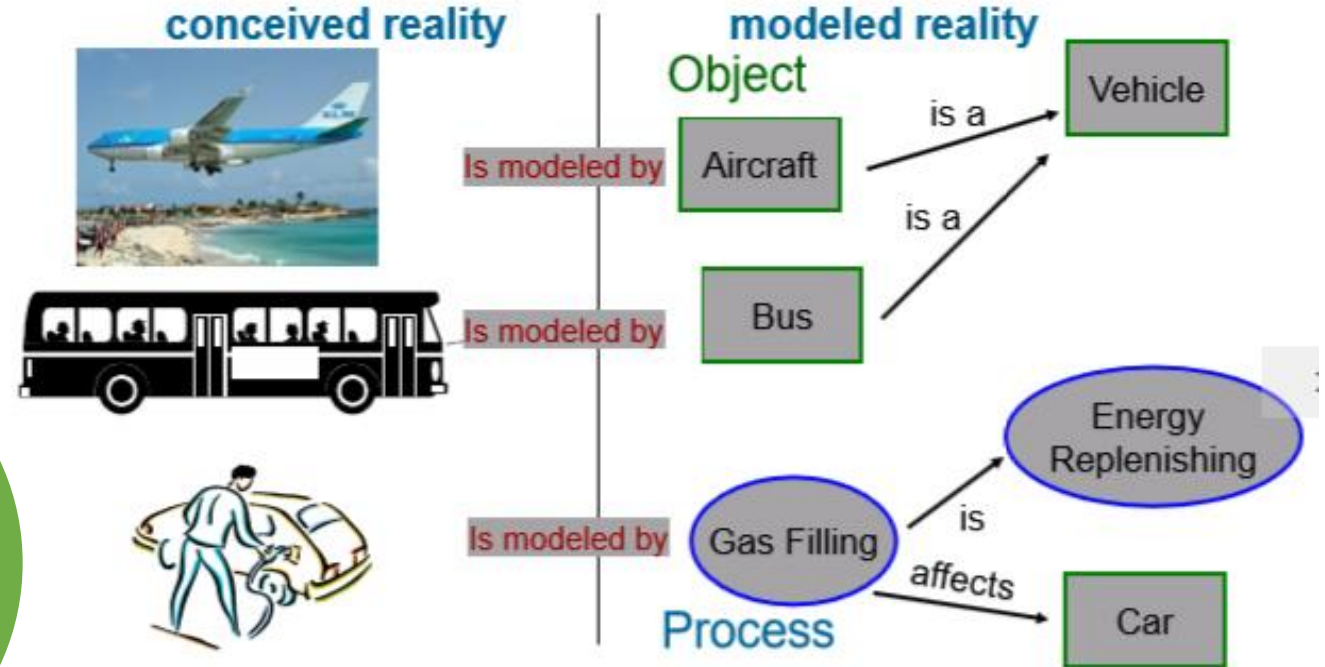 conceived reality
modeled reality
Object
Vehicle
is a
Is modeled by
Aircraft
is a
Is modeled by
Bus
Energy
Replenishing
Is modeled by
Gas Filling
is
affects
Process
Car